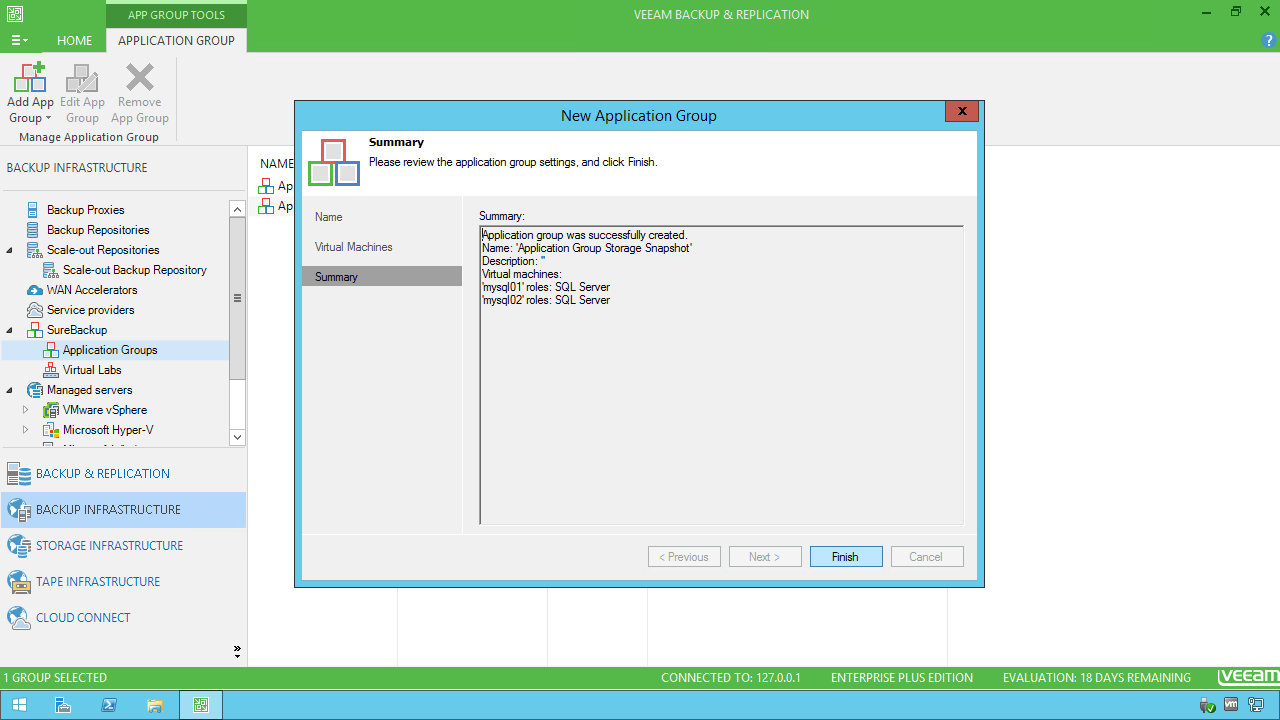 APP GROUP TOOLS
VEEAM BACKUP & REPLICATION
HOME
APPLICATION GROUP
?
Add App
Group
Edit App
Group
Remove
App Group
Manage Application Group
BACKUP INFRASTRUCTURE
Backup Proxies
Backup Repositories
Scale-out Repositories
Scale-out Backup Repository
WAN Accelerators
Service providers
SureBackup
Application Groups
Virtual Labs
Managed servers
VMware vSphere
Microsoft Hyper-V
BACKUP & REPLICATION
BACKUP INFRASTRUCTURE
STORAGE INFRASTRUCTURE
TAPE INFRASTRUCTURE
CLOUD CONNECT
NAME
Ap
Ap
New Application Group
x
Summary
Please review the application group settings, and click Finish.
Name
Virtual Machines
Summary
Summary:
Application group was successfully created.
Name: 'Application Group Storage Snapshot'
Description: ''
Virtual machines:
'mysql01' roles: SQL Server
'mysql02' roles: SQL Server
< Previous
Next >
Finish
Cancel
1 GROUP SELECTED
CONNECTED TO: 127.0.0.1
ENTERPRISE PLUS EDITION
EVALUATION: 18 DAYS REMAINING
veeam
vm